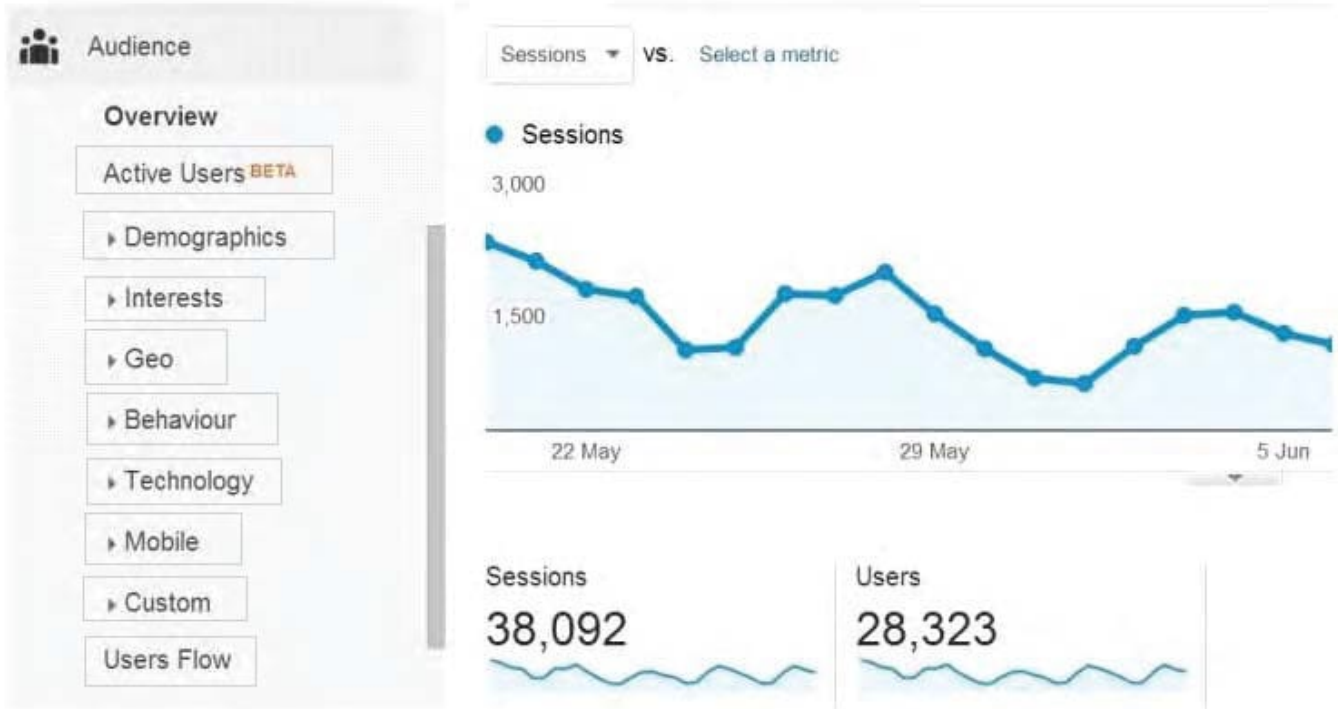 Audience
Overview
Active Users BETA
Demographics
Interests
Geo
Behaviour
Technology
Mobile
Custom
Users Flow
Sessions VS. Select a metric
Sessions
3,000
1,500
22 May 29 May 5 Jun
Sessions
38,092
Users
28,323